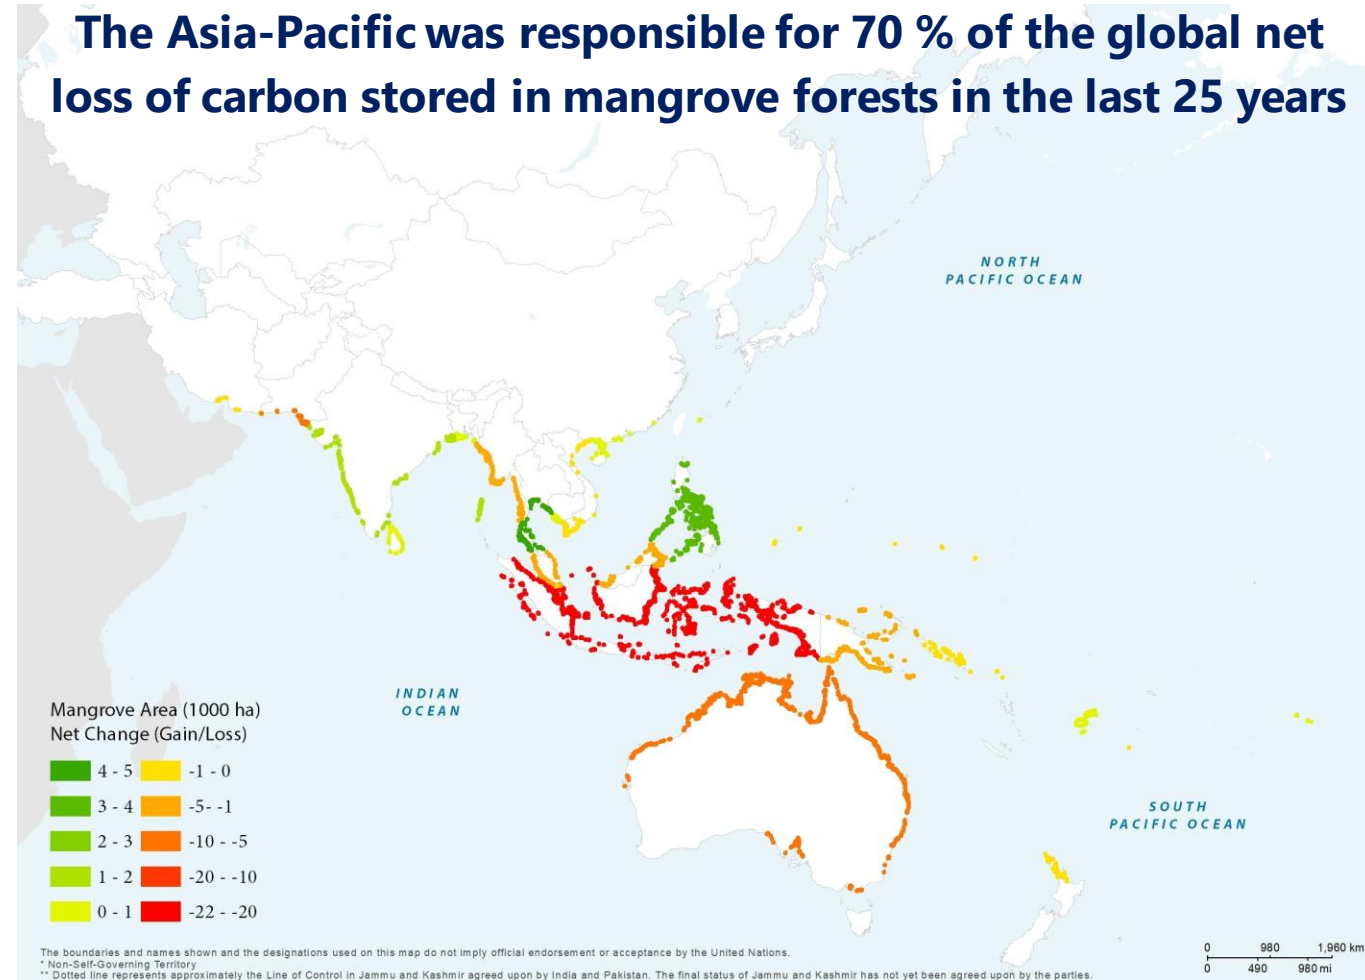 The Asia-Pacific was responsible for 70 % of the global net
loss of carbon stored in mangrove forests in the last 25 years
NORTH
PACIFIC OCEAN
INDIAN
OCEAN
SOUTH
PACIFIC OCEAN
Mangrove Area (1000 ha)
Net Change (Gain/Loss)
4 - 5 -1 - 0
3 - 4 -5- -1
2 - 3 -10 - -5
1 - 2 -20 - -10
0 - 1 -22 - -20
The boundaries and names shown and the designations used on this map do not imply official endorsement or acceptance by the United Nations.
* Non-Self-Governing Territory
** Dotted line represents approximately the Line of Control in Jammu and Kashmir agreed upon by India and Pakistan. The final status of Jammu and Kashmir has not yet been agreed upon by the parties.
0 980 1,960 km
0 490 980 mi